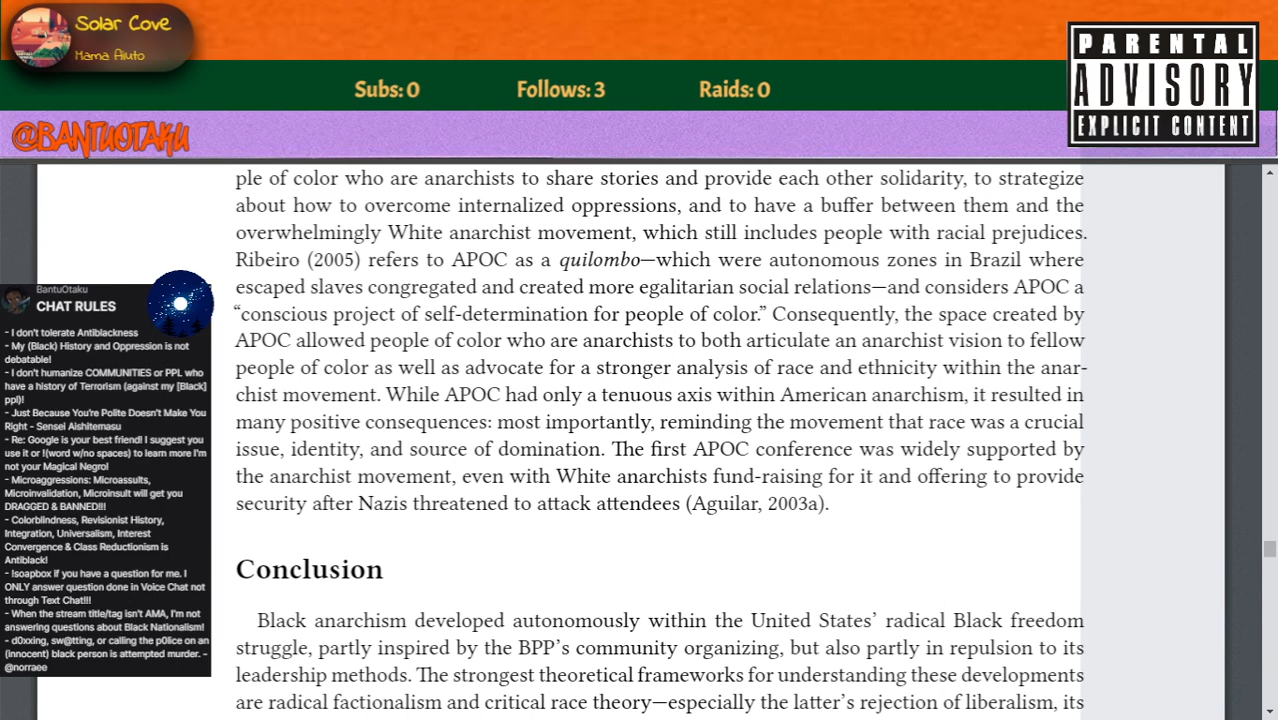 Solar Cove
Mama Aiuto
Subs: 0
Follows: 3
Raids: 0
PARENTAL
ADVISORY
EXPLICIT CONTENT
@BANTUOTAKU
ple of color who are anarchists to share stories and provide each other solidarity, to strategize
about how to overcome internalized oppressions, and to have a buffer between them and the
overwhelmingly White anarchist movement, which still includes people with racial prejudices.
Ribeiro (2005) refers to APOC as a quilombo—which were autonomous zones in Brazil where
escaped slaves congregated and created more egalitarian social relations—and considers APOC a
“conscious project of self-determination for people of color.” Consequently, the space created by
APOC allowed people of color who are anarchists to both articulate an anarchist vision to fellow
people of color as well as advocate for a stronger analysis of race and ethnicity within the anar-
chist movement. While APOC had only a tenuous axis within American anarchism, it resulted in
many positive consequences: most importantly, reminding the movement that race was a crucial
issue, identity, and source of domination. The first APOC conference was widely supported by
the anarchist movement, even with White anarchists fund-raising for it and offering to provide
security after Nazis threatened to attack attendees (Aguilar, 2003a).
Conclusion
Black anarchism developed autonomously within the United States’ radical Black freedom
struggle, partly inspired by the BPP’s community organizing, but also partly in repulsion to its
leadership methods. The strongest theoretical frameworks for understanding these developments
are radical factionalism and critical race theory—especially the latter’s rejection of liberalism, its
BantuOtaku
CHAT RULES
- I don't tolerate Antiblackness
- My (Black) History and Oppression is not
debatable!
- I don't humanize COMMUNITIES or PPL who
have a history of Terrorism (against my [Black]
ppl)!
- Just Because You're Polite Doesn't Make You
Right - Sensei Aishitemasu
- Re: Google is your best friend! I suggest you
use it or !(word w/no spaces) to learn more I'm
not your Magical Negro!
- Microaggressions: Microassults,
Microinvalidation, Microinsult will get you
DRAGGED & BANNED!!!
- Colorblindness, Revisionist History,
Integration, Universalism, Interest
Convergence & Class Reductionism is
Antiblack!
- !soapbox if you have a question for me. I
ONLY answer question done in Voice Chat not
through Text Chat!!!
- When the stream title/tag isn't AMA, I'm not
answering questions about Black Nationalism!
- d0xxing, sw@tting, or calling the p0lice on an
(innocent) black person is attempted murder. -
@norraee